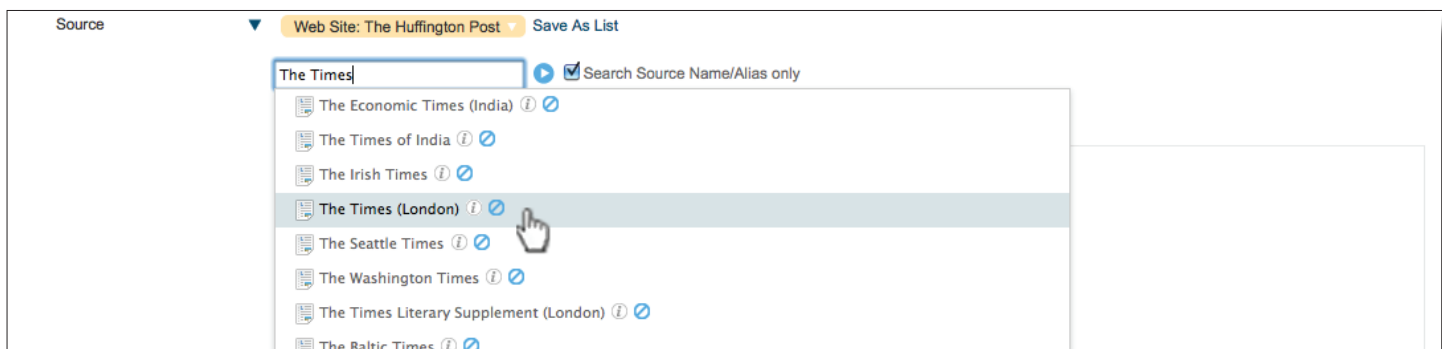 Source ▼ Web Site: The Huffington Post Save As List
The Times Search Source Name/Alias only
The Economic Times (India)
The Times of India
The Irish Times
The Times (London)
The Seattle Times
The Washington Times
The Times Literary Supplement (London)
The Baltic Times